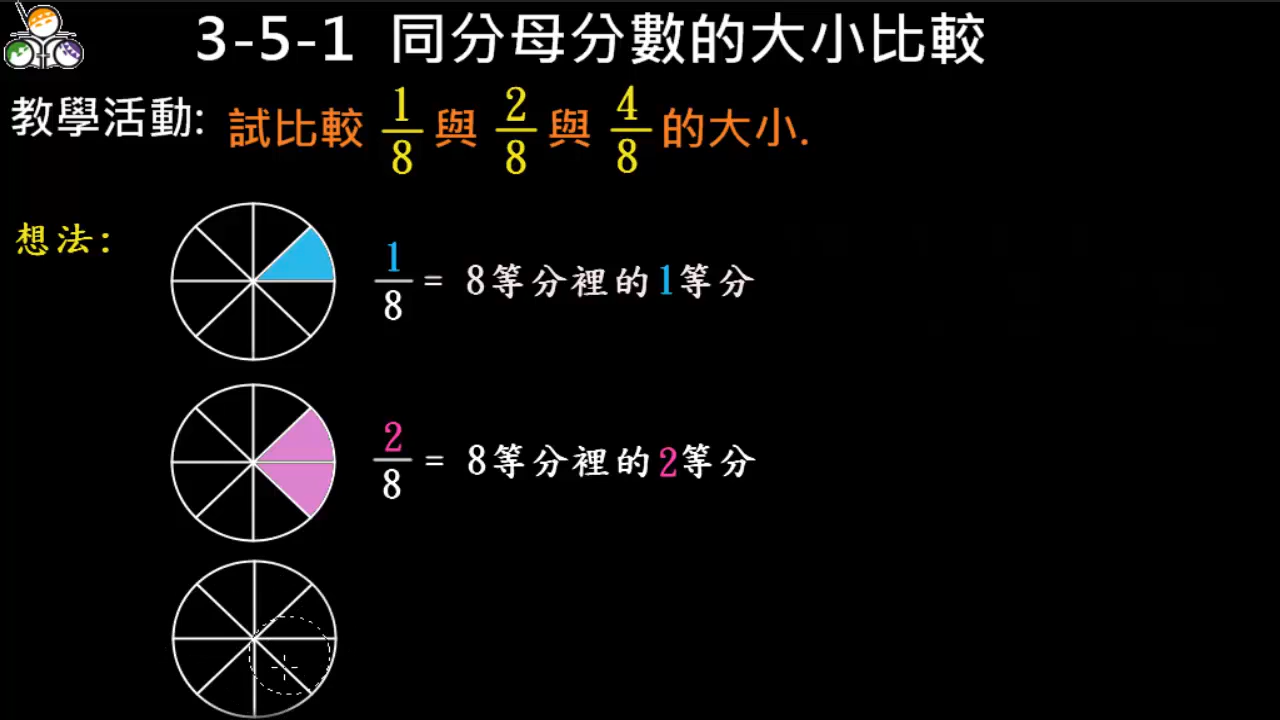 3-5-1 同分母分數的大小比較
教學活動: 試比較 1/8 與 2/8 與 4/8 的大小.
想法:
1/8 = 8等分裡的1等分
2/8 = 8等分裡的2等分